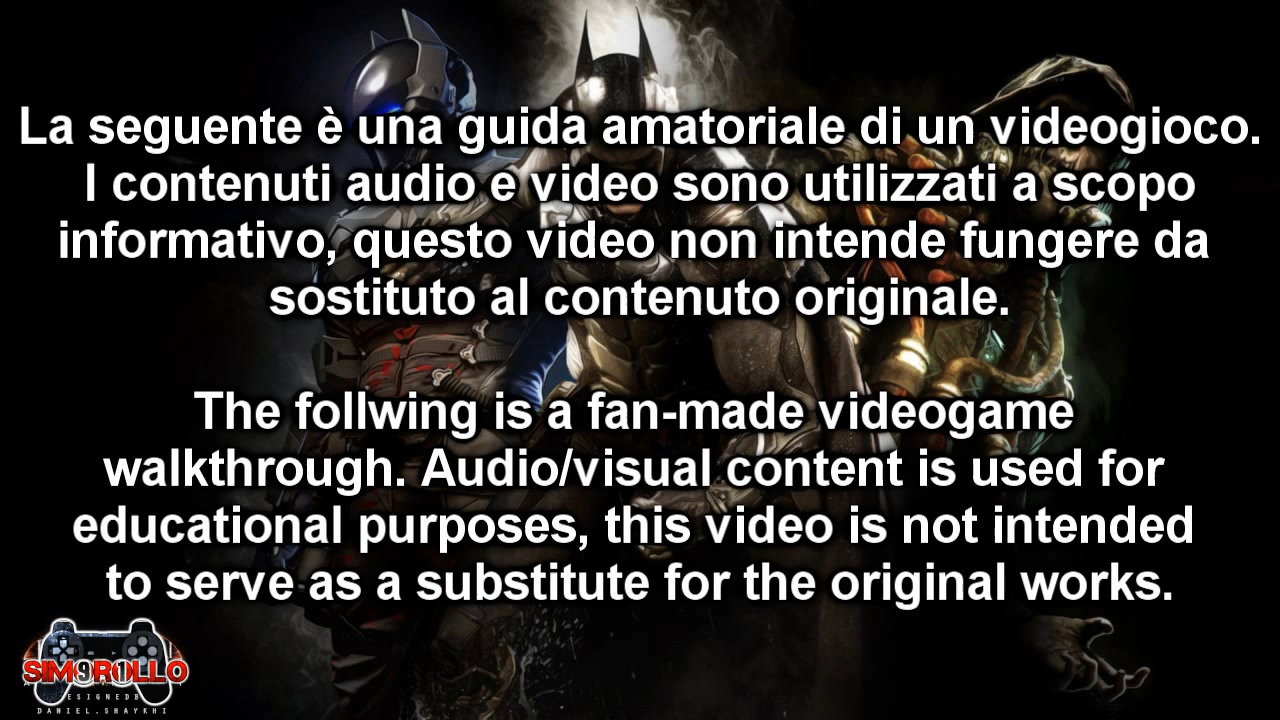 La seguente è una guida amatoriale di un videogioco.
I contenuti audio e video sono utilizzati a scopo
informativo, questo video non intende fungere da
sostituto al contenuto originale.
The follwing is a fan-made videogame
walkthrough. Audio/visual content is used for
educational purposes, this video is not intended
to serve as a substitute for the original works.
DANIEL.SHAYKHI